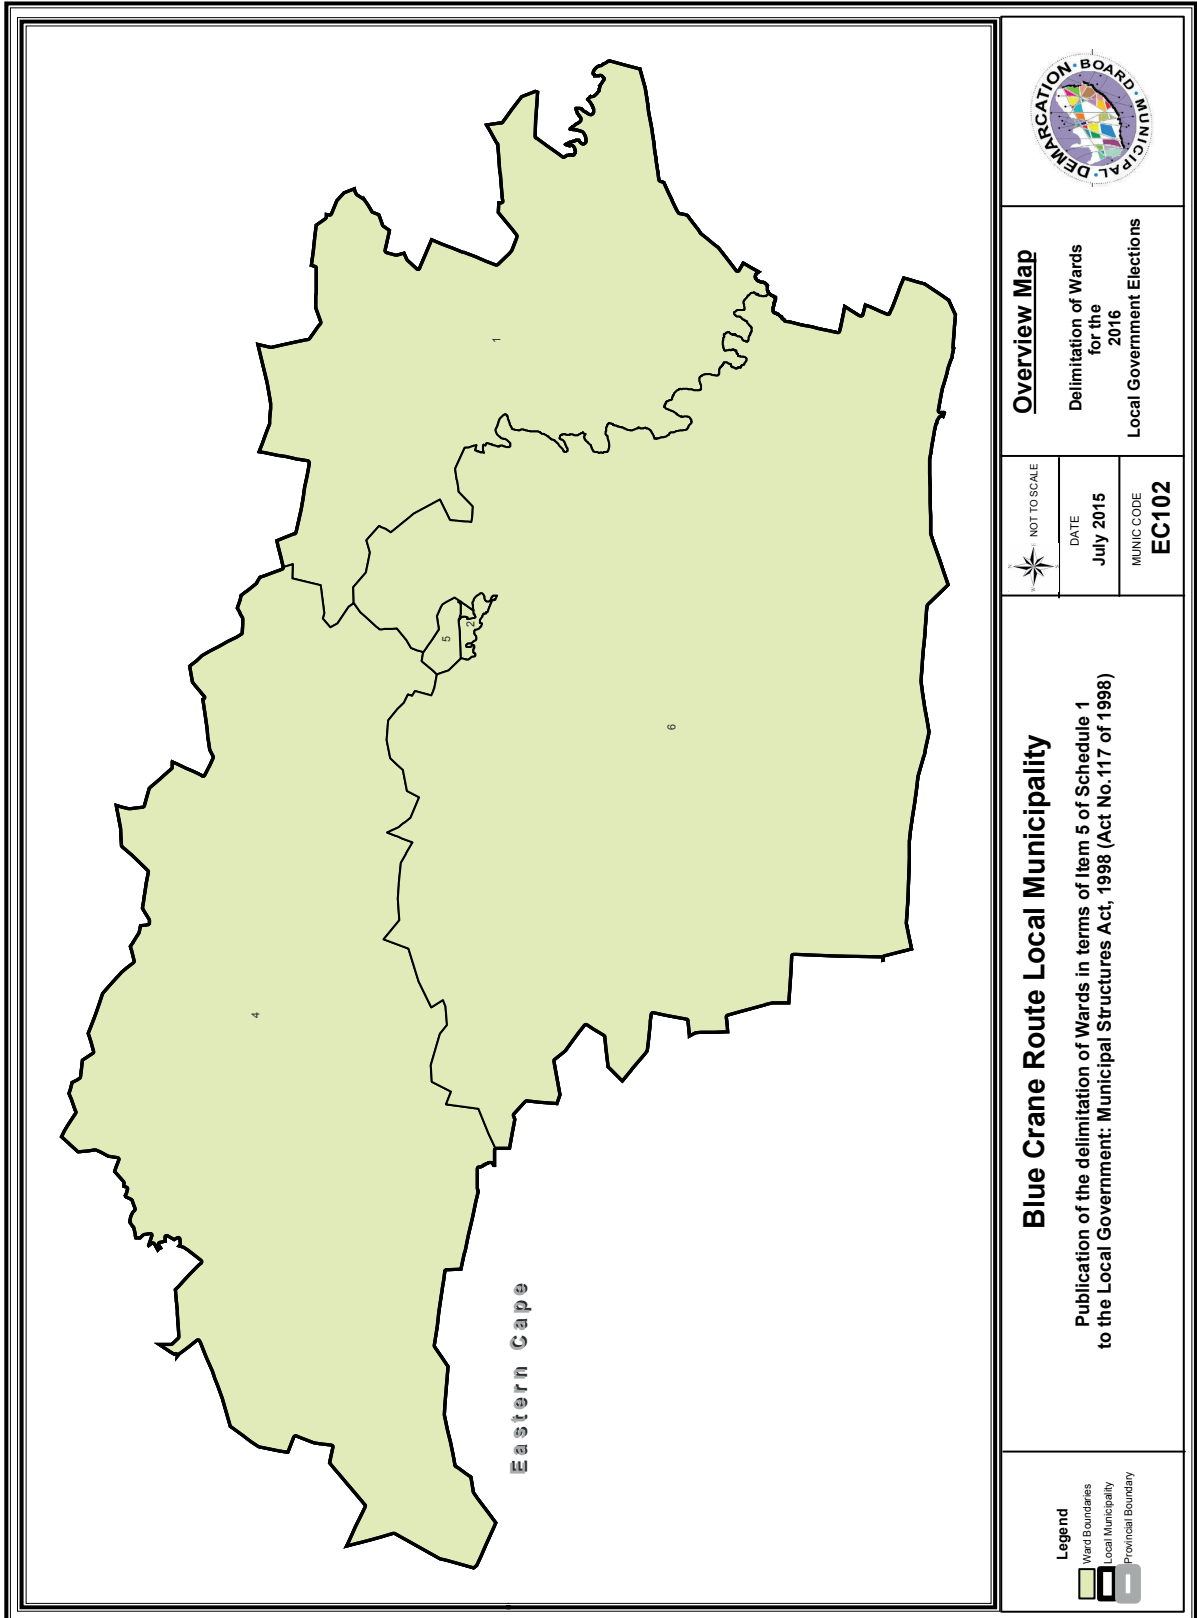 4
1
5
2
6
Eastern Cape
Legend
Ward Boundaries
Local Municipality
Provincial Boundary
Blue Crane Route Local Municipality
Publication of the delimitation of Wards in terms of Item 5 of Schedule 1
to the Local Government: Municipal Structures Act, 1998 (Act No.117 of 1998)
NOT TO SCALE
DATE
July 2015
MUNIC CODE
EC102
Overview Map
Delimitation of Wards
for the
2016
Local Government Elections
MUNICIPAL · DEMARCATION · BOARD ·